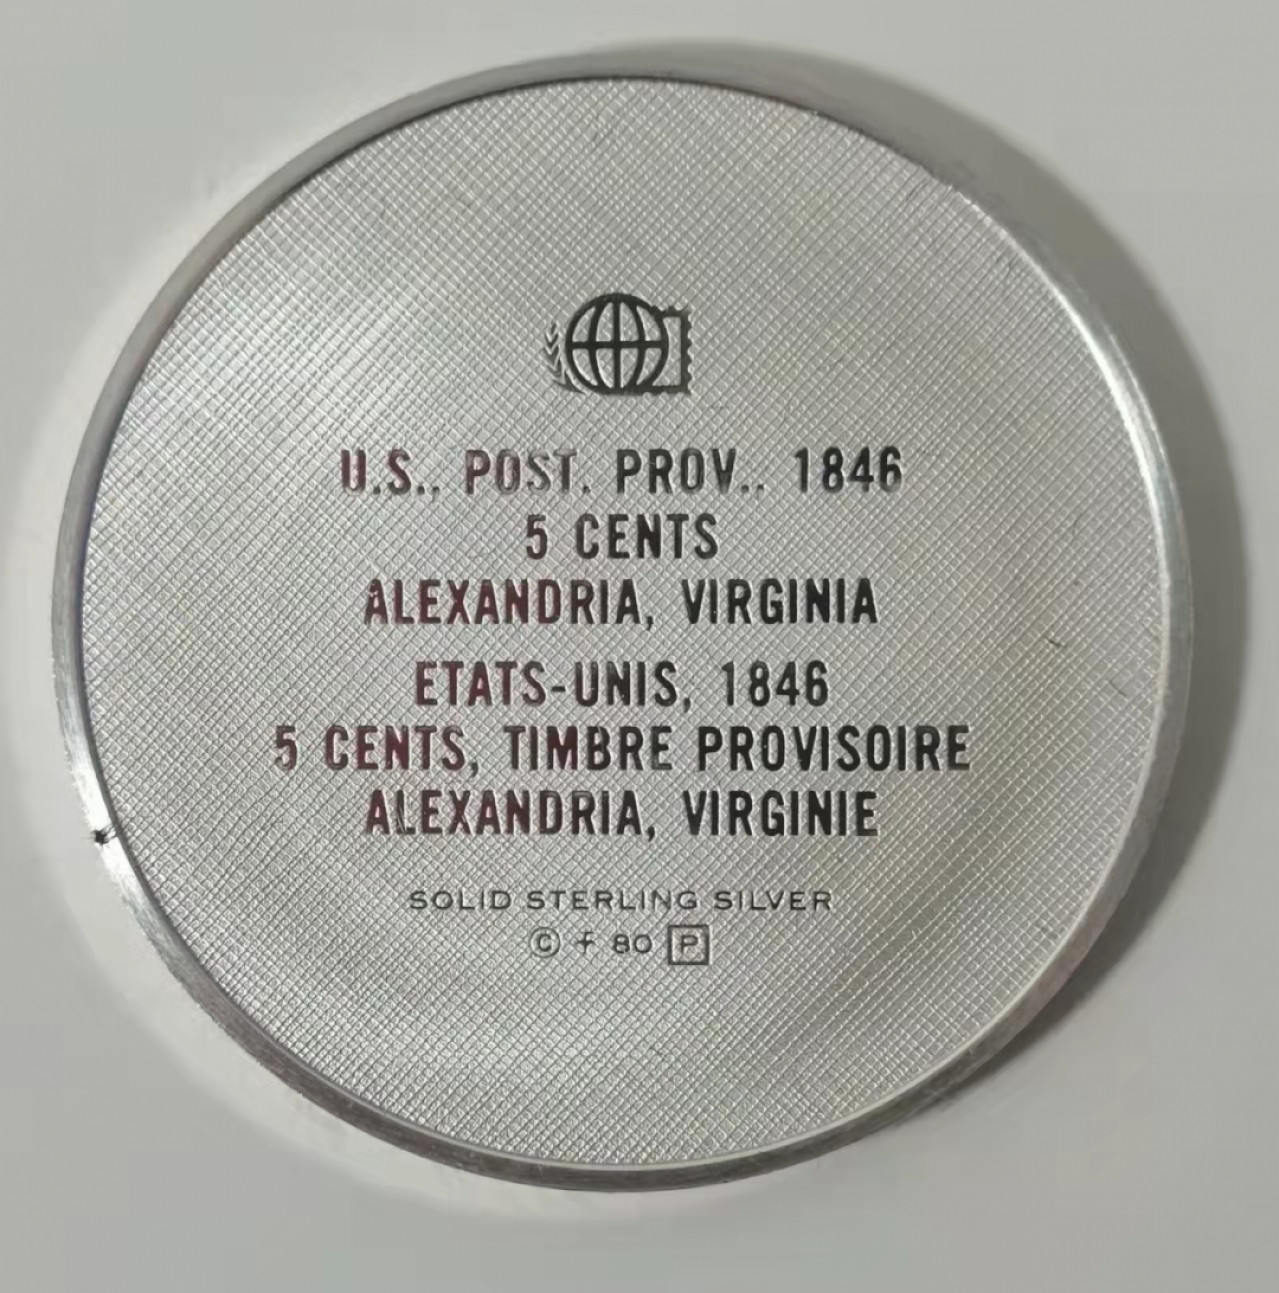 U.S.. POST. PROV.. 1846
5 CENTS
ALEXANDRIA, VIRGINIA
ETATS-UNIS, 1846
5 CENTS, TIMBRE PROVISOIRE
ALEXANDRIA, VIRGINIE
SOLID STERLING SILVER
© f 80 P